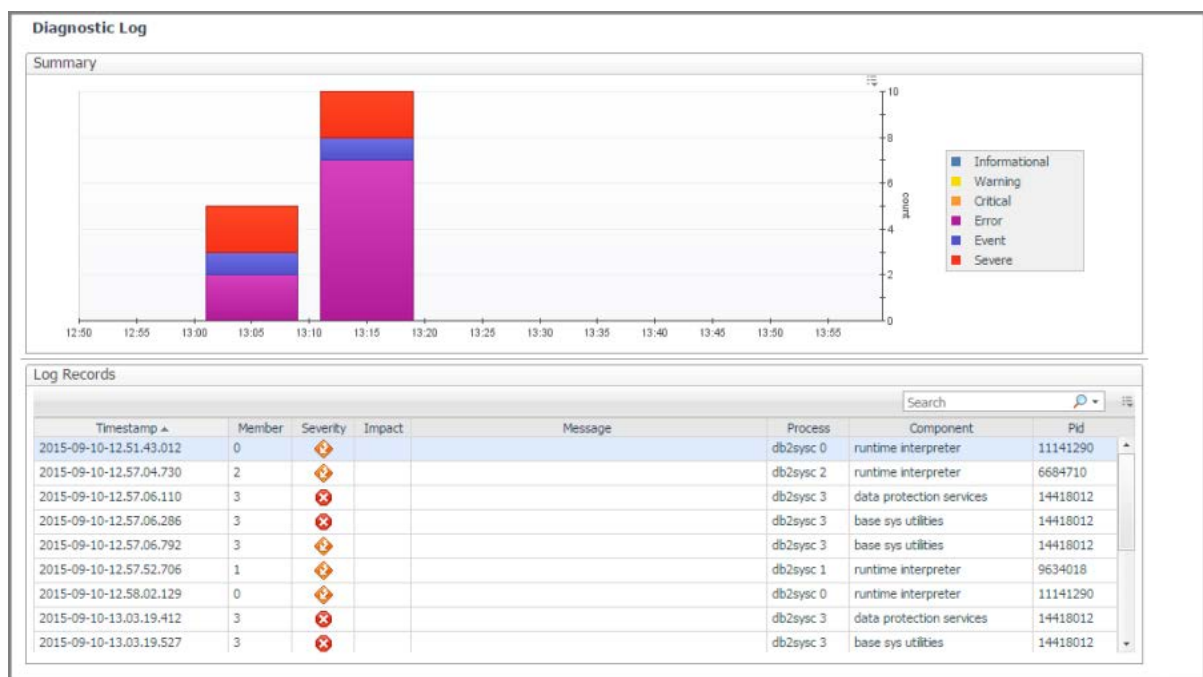 Diagnostic Log
Summary
10
8
6
4
2
0
count
12:50 12:55 13:00 13:05 13:10 13:15 13:20 13:25 13:30 13:35 13:40 13:45 13:50 13:55
Informational
Warning
Critical
Error
Event
Severe
Log Records
Search
Timestamp Member Severity Impact Message Process Component Pid
2015-09-10-12.51.43.012 0 db2sysc 0 runtime interpreter 11141290
2015-09-10-12.57.04.730 2 db2sysc 2 runtime interpreter 6684710
2015-09-10-12.57.06.110 3 db2sysc 3 data protection services 14418012
2015-09-10-12.57.06.286 3 db2sysc 3 base sys utilities 14418012
2015-09-10-12.57.06.792 3 db2sysc 3 base sys utilities 14418012
2015-09-10-12.57.52.706 1 db2sysc 1 runtime interpreter 9634018
2015-09-10-12.58.02.129 0 db2sysc 0 runtime interpreter 11141290
2015-09-10-13.03.19.412 3 db2sysc 3 data protection services 14418012
2015-09-10-13.03.19.527 3 db2sysc 3 base sys utilities 14418012